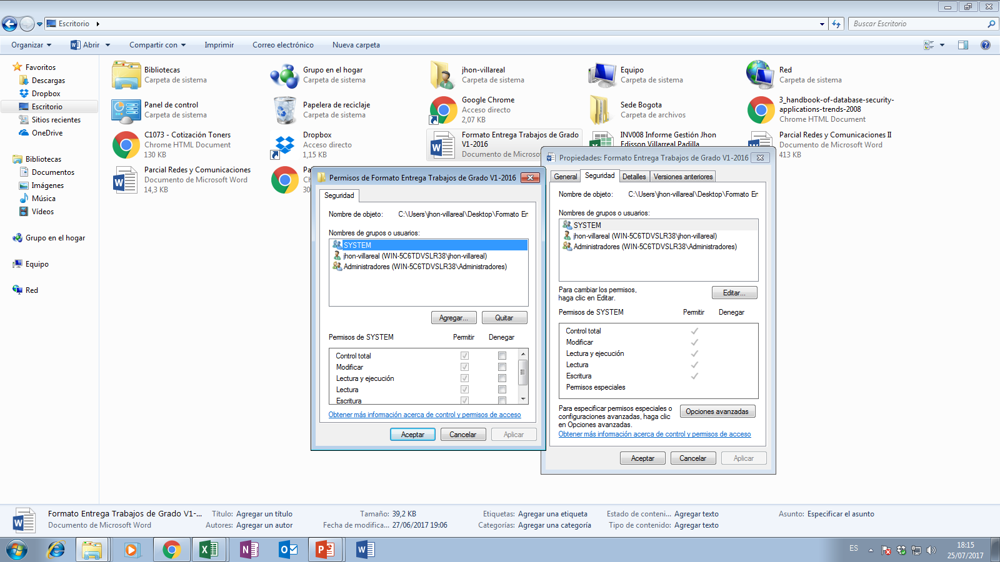 Escritorio
Buscar Escritorio
Organizar
Abrir
Compartir con
Imprimir
Correo electrónico
Nueva carpeta
Favoritos
Descargas
Dropbox
Escritorio
Sitios recientes
OneDrive
Bibliotecas
Documentos
Imágenes
Música
Vídeos
Grupo en el hogar
Equipo
Red
Bibliotecas
Carpeta de sistema
Grupo en el hogar
Carpeta de sistema
jhon-villareal
Carpeta de sistema
Equipo
Carpeta de sistema
Red
Carpeta de sistema
Panel de control
Carpeta de sistema
Papelera de reciclaje
Carpeta de sistema
Google Chrome
Acceso directo
2,07 KB
Sede Bogota
Carpeta de archivos
3_handbook-of-database-security-
applications-trends-2008
Chrome HTML Document
C1073 - Cotización Toners
Chrome HTML Document
130 KB
Dropbox
Acceso directo
1,15 KB
Formato Entrega Trabajos de Grado
V1-2016
Documento de Microso
INV008 Informe Gestión Jhon
Edisson Villarreal Padilla
Parcial Redes y Comunicaciones II
Documento de Microsoft Word
413 KB
Parcial Redes y Comunicaciones
Documento de Microsoft Word
14,3 KB
Pa
30
Permisos de Formato Entrega Trabajos de Grado V1-2016
Seguridad
Nombre de objeto: C:\Users\jhon-villareal\Desktop\Formato En
Nombres de grupos o usuarios:
SYSTEM
jhon-villareal (WIN-5C6TDVSLR38\jhon-villareal)
Administradores (WIN-5C6TDVSLR38\Administradores)
Agregar...
Quitar
Permisos de SYSTEM Permitir Denegar
Control total
Modificar
Lectura y ejecución
Lectura
Escritura
Obtener más información acerca de control y permisos de acceso
Aceptar
Cancelar
Aplicar
Propiedades: Formato Entrega Trabajos de Grado V1-2016
General
Seguridad
Detalles
Versiones anteriores
Nombre de objeto: C:\Users\jhon-villareal\Desktop\Formato En
Nombres de grupos o usuarios:
SYSTEM
jhon-villareal (WIN-5C6TDVSLR38\jhon-villareal)
Administradores (WIN-5C6TDVSLR38\Administradores)
Para cambiar los permisos,
haga clic en Editar.
Editar...
Permisos de SYSTEM Permitir Denegar
Control total
Modificar
Lectura y ejecución
Lectura
Escritura
Permisos especiales
Para especificar permisos especiales o
configuraciones avanzadas, haga clic
en Opciones avanzadas.
Opciones avanzadas
Obtener más información acerca de control y permisos de acceso
Aceptar
Cancelar
Aplicar
Formato Entrega Trabajos de Grado V1-...
Documento de Microsoft Word
Título: Agregar un título
Autores: Agregar un autor
Tamaño: 39,2 KB
Fecha de modifica... 27/06/2017 19:06
Etiquetas: Agregar una etiqueta
Categorías: Agregar una categoría
Estado de conteni... Agregar texto
Tipo de contenido: Agregar texto
Asunto: Especificar el asunto
ES
18:15
25/07/2017